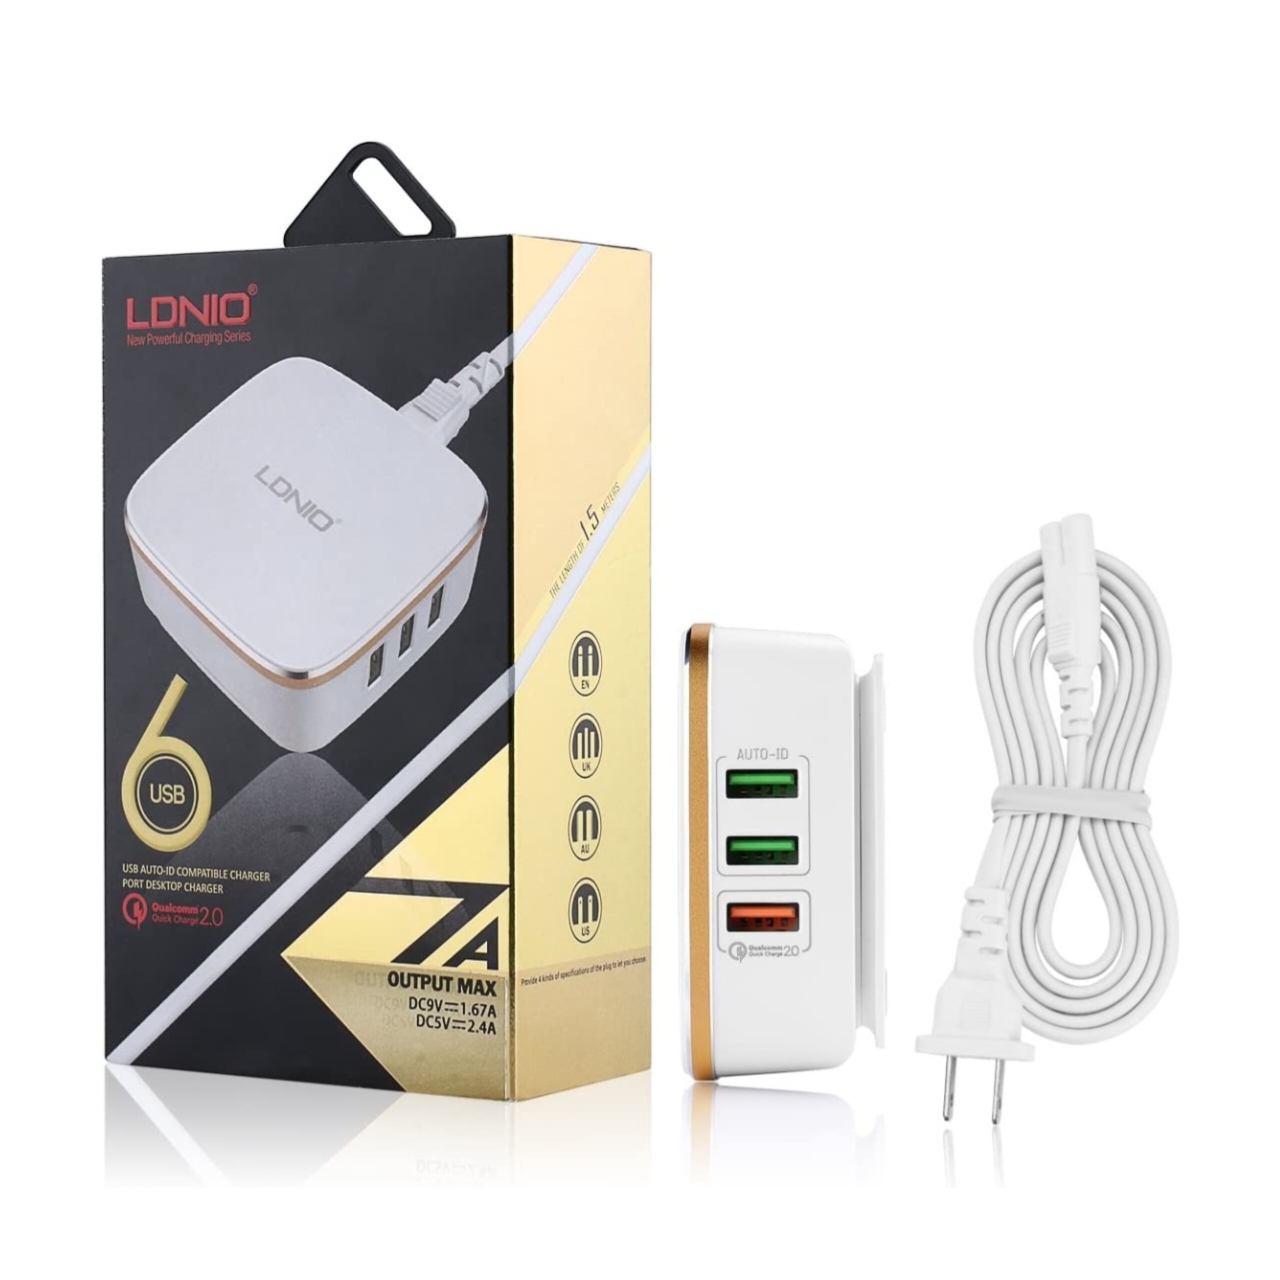 LDNIO®
New Powerful Charging Series
LDNIO®
6
USB
USB AUTO-ID COMPATIBLE CHARGER
PORT DESKTOP CHARGER
Qualcomm
Quick Charge 2.0
7A
OUTPUT MAX
DC9V⎓1.67A
DC5V⎓2.4A
THE LENGTH OF 1.5 METERS
EN
UK
AU
US
Provide 4 kinds of specifications of the plug to let you choose
AUTO-ID
Qualcomm
Quick Charge 2.0